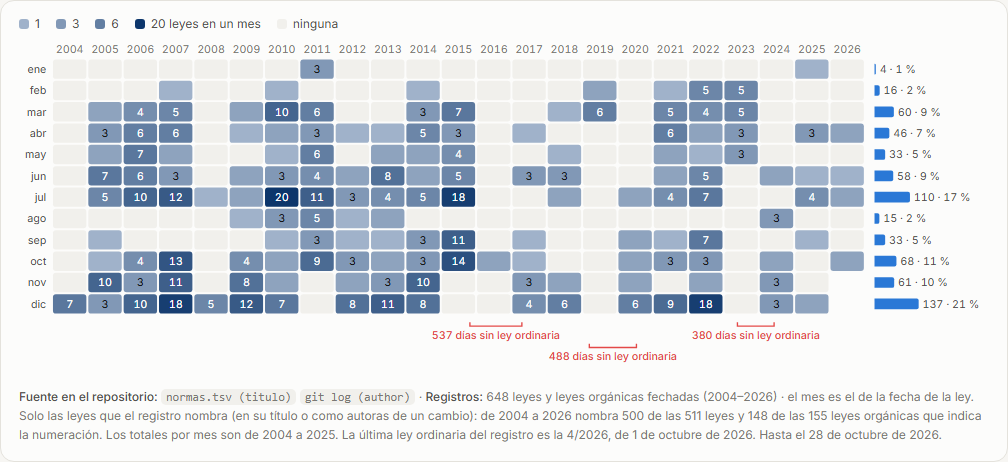 1 3 6 20 leyes en un mes ninguna
2004 2005 2006 2007 2008 2009 2010 2011 2012 2013 2014 2015 2016 2017 2018 2019 2020 2021 2022 2023 2024 2025 2026
ene 3 4 · 1 %
feb 5 5 16 · 2 %
mar 4 5 10 6 3 7 6 5 4 5 60 · 9 %
abr 3 6 6 3 5 3 6 3 3 46 · 7 %
may 7 6 4 3 33 · 5 %
jun 7 6 3 3 4 8 5 3 3 5 58 · 9 %
jul 5 10 12 20 11 3 4 5 18 4 7 4 110 · 17 %
ago 3 5 3 15 · 2 %
sep 3 3 11 7 33 · 5 %
oct 4 13 4 9 3 3 14 3 3 68 · 11 %
nov 10 3 11 8 3 10 3 3 61 · 10 %
dic 7 3 10 18 5 12 7 8 11 8 4 6 6 9 18 3 137 · 21 %
537 días sin ley ordinaria 380 días sin ley ordinaria
488 días sin ley ordinaria
Fuente en el repositorio: normas.tsv (titulo) git log (author) · Registros: 648 leyes y leyes orgánicas fechadas (2004–2026) · el mes es el de la fecha de la ley.
Solo las leyes que el registro nombra (en su título o como autoras de un cambio): de 2004 a 2026 nombra 500 de las 511 leyes y 148 de las 155 leyes orgánicas que indica
la numeración. Los totales por mes son de 2004 a 2025. La última ley ordinaria del registro es la 4/2026, de 1 de octubre de 2026. Hasta el 28 de octubre de 2026.